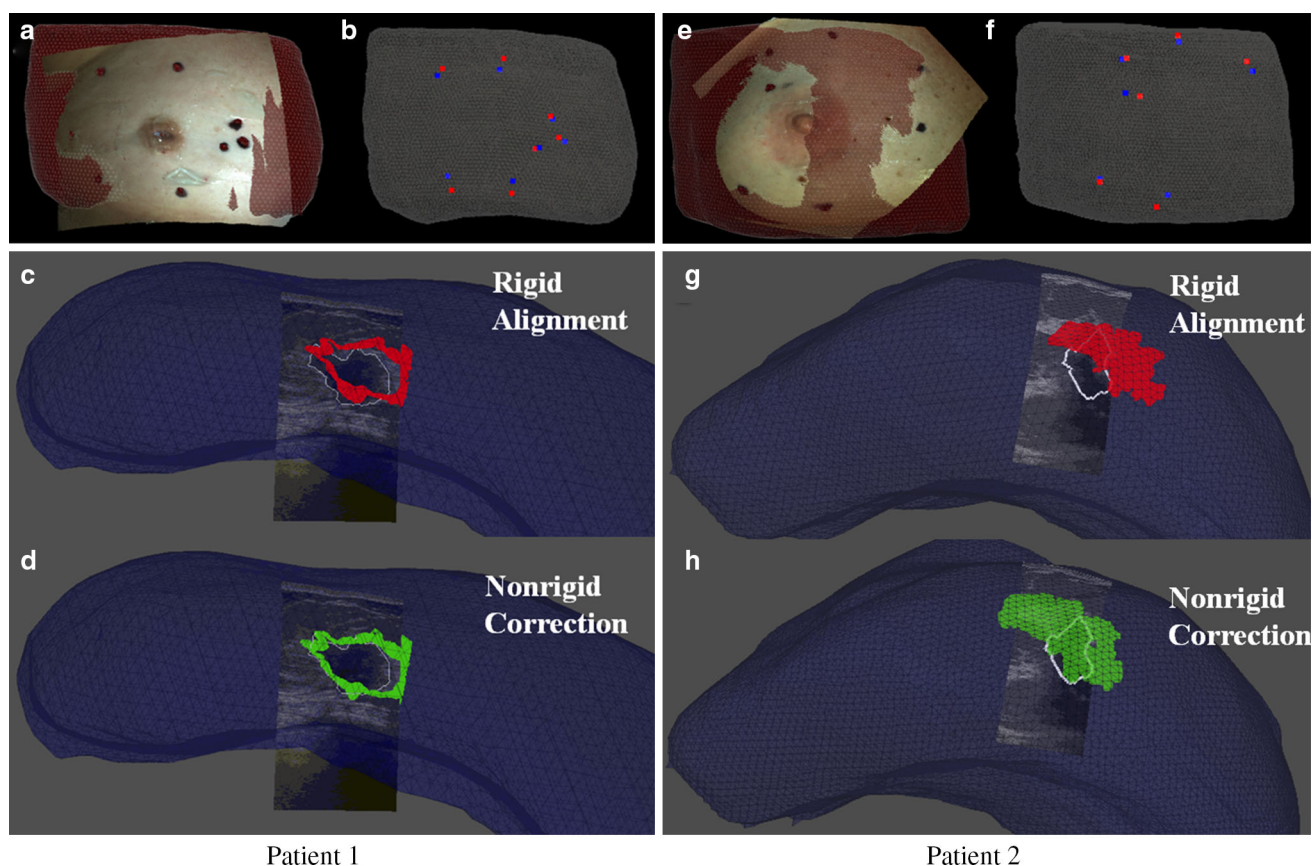 a
b
e
f
c
Rigid
Alignment
g
Rigid
Alignment
d
Nonrigid
Correction
h
Nonrigid
Correction
Patient 1
Patient 2